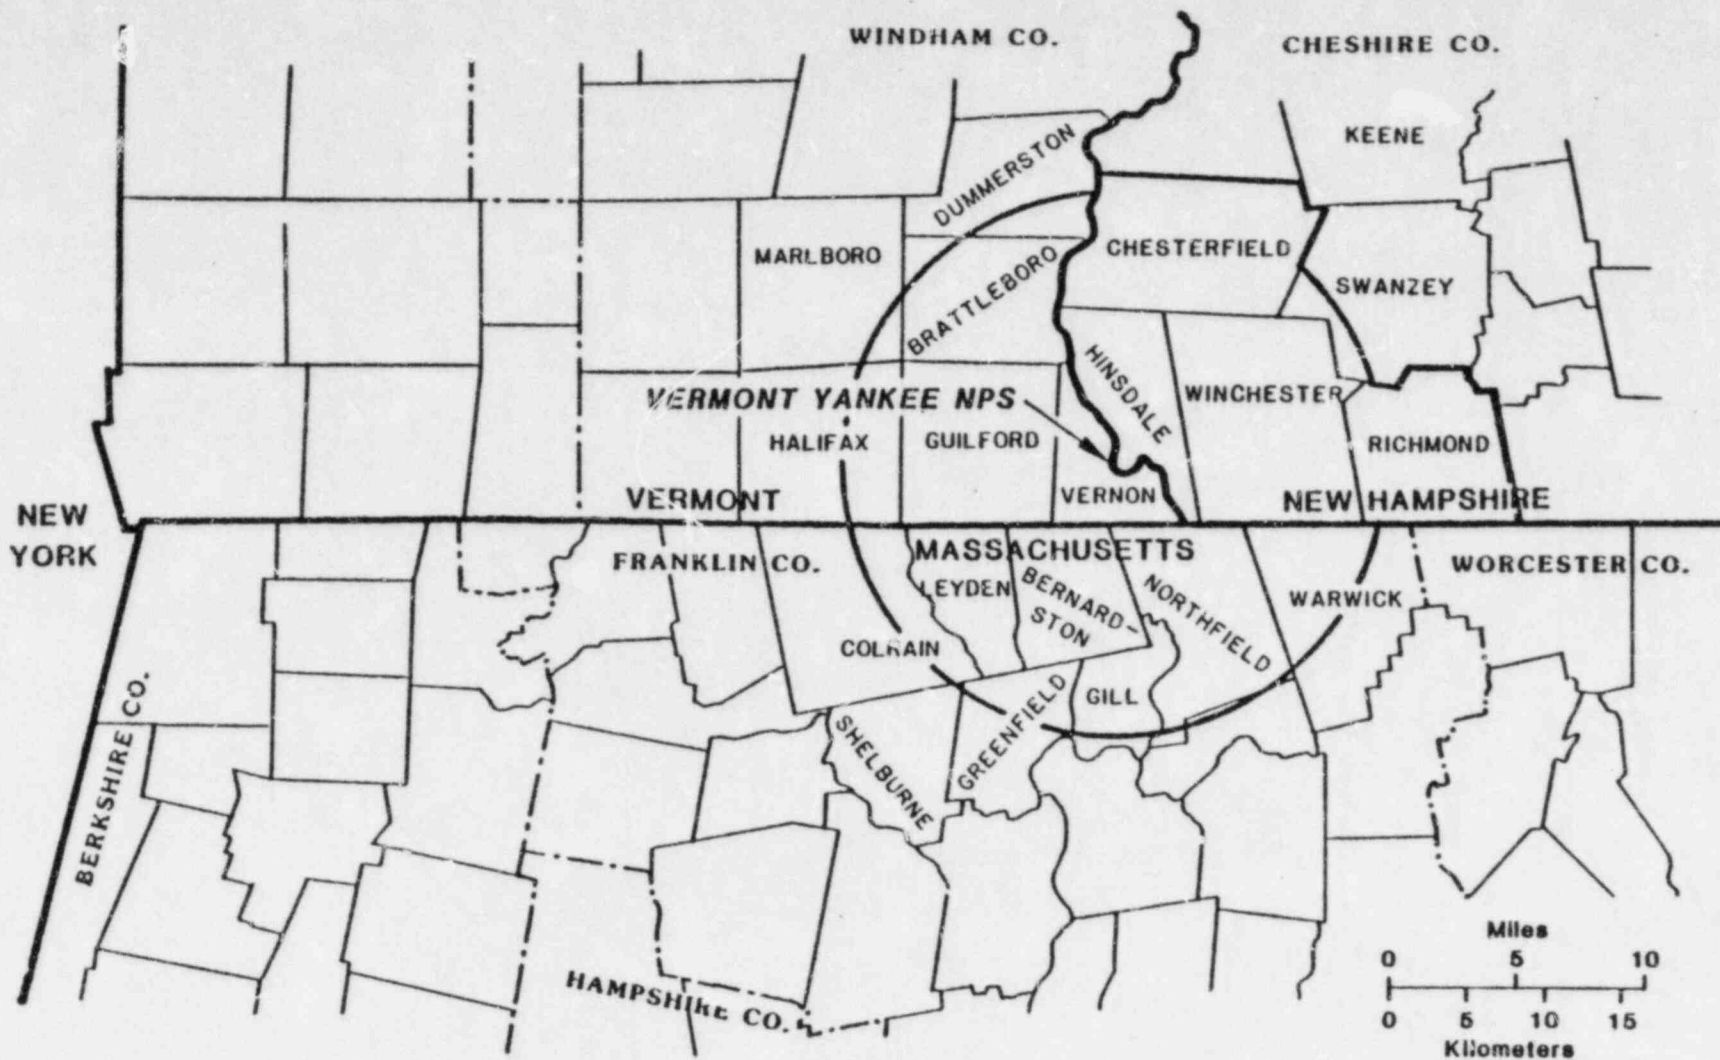 WINDHAM CO.
CHESHIRE CO.
KEENE
DUMMERSTON
MARLBORO
CHESTERFIELD
SWANZEY
BRATTLEBORO
HINSDALE
WINCHESTER
VERMONT YANKEE NPS
HALIFAX
GUILFORD
RICHMOND
VERNON
VERMONT
NEW HAMPSHIRE
NEW
YORK
MASSACHUSETTS
FRANKLIN CO.
WORCESTER CO.
LEYDEN
BERNARD-
STON
NORTHFIELD
WARWICK
COLRAIN
GILL
GREENFIELD
SHELBURNE
BERKSHIRE CO.
HAMPSHIRE CO.
Miles
0 5 10
0 5 10 15
Kilometers